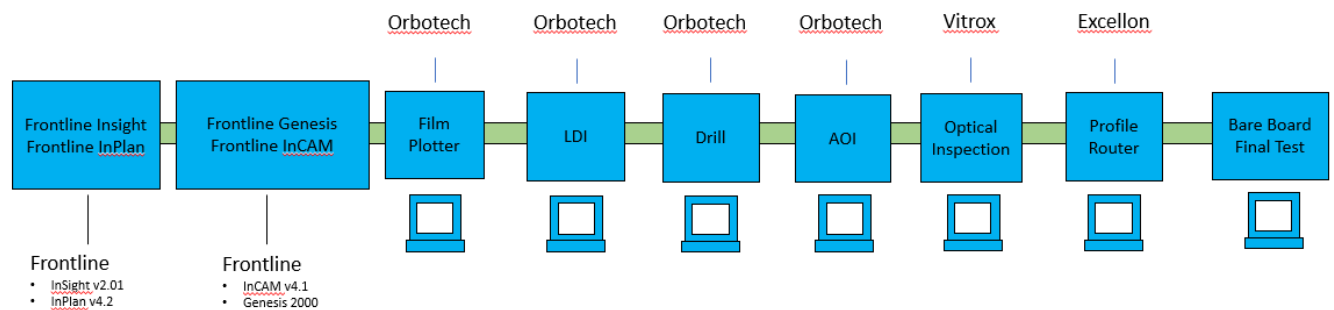 Orbotech
Orbotech
Orbotech
Orbotech
Vitrox
Excellon
Frontline Insight
Frontline InPlan
Frontline Genesis
Frontline InCAM
Film
Plotter
LDI
Drill
AOI
Optical
Inspection
Profile
Router
Bare Board
Final Test
Frontline
• InSight v2.01
• InPlan v4.2
Frontline
• InCAM v4.1
• Genesis 2000